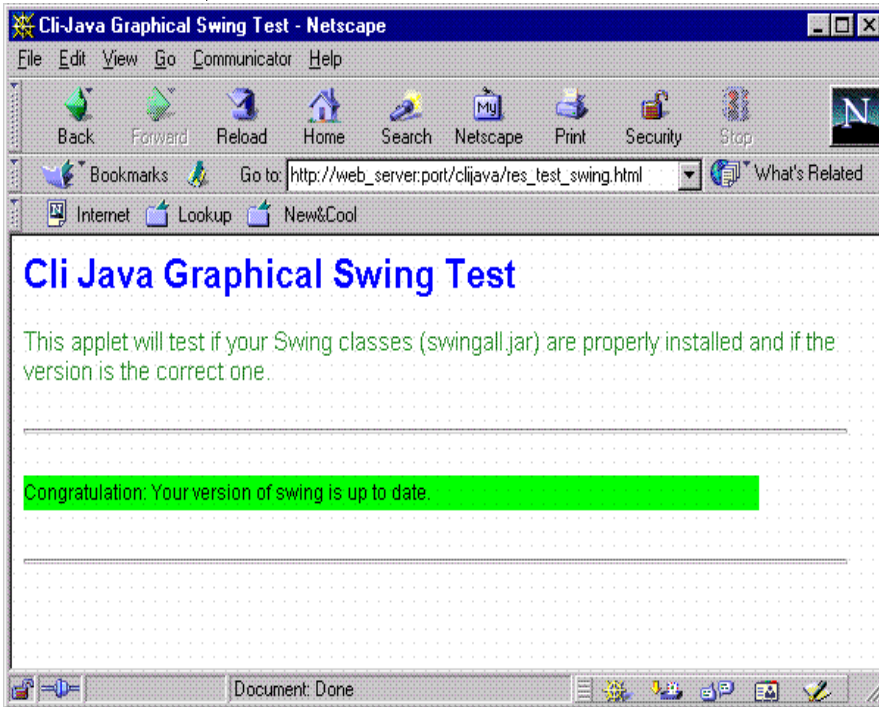 Cli-Java Graphical Swing Test - Netscape
File Edit View Go Communicator Help
Back Forward Reload Home Search Netscape Print Security Stop
My
N
Bookmarks Go to: http://web_server:port/clijava/res_test_swing.html What's Related
Internet Lookup New&Cool
Cli Java Graphical Swing Test
This applet will test if your Swing classes (swingall.jar) are properly installed and if the
version is the correct one.
Congratulation: Your version of swing is up to date.
Document: Done